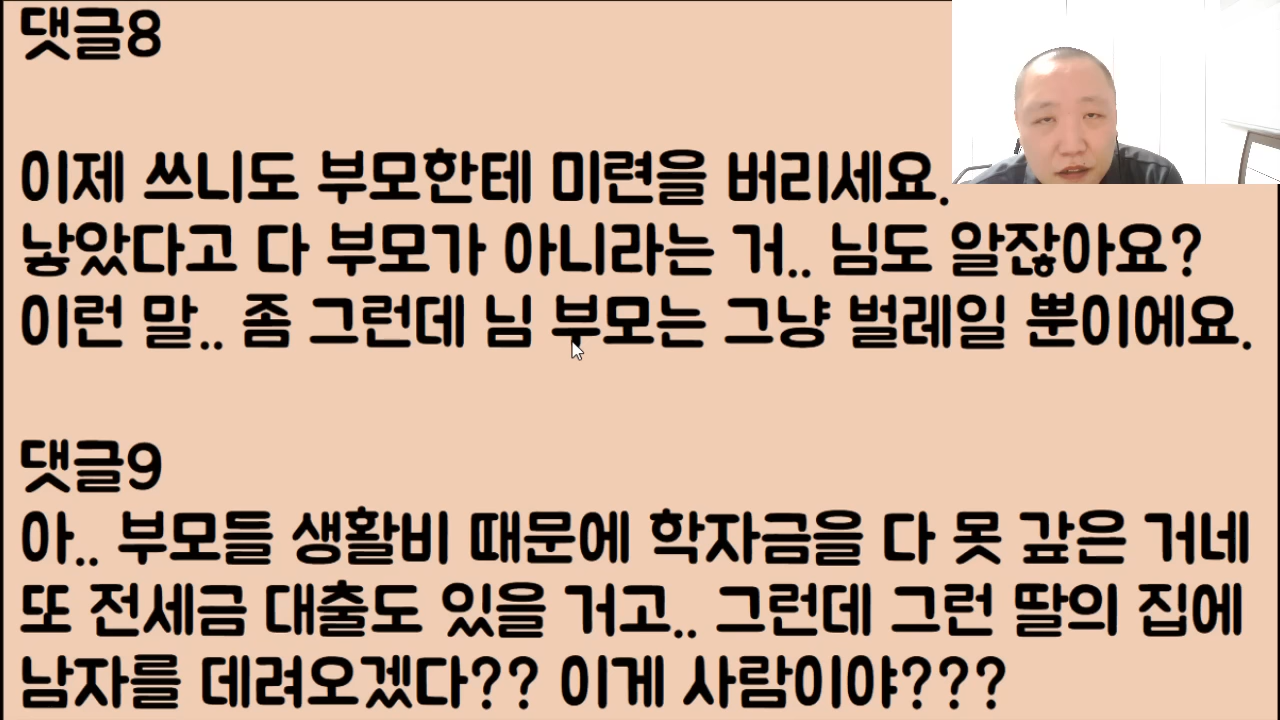 댓글8
이제 쓰니도 부모한테 미련을 버리세요.
낳았다고 다 부모가 아니라는 거.. 님도 알잖아요?
이런 말.. 좀 그런데 님 부모는 그냥 벌레일 뿐이에요.
댓글9
아.. 부모들 생활비 때문에 학자금을 다 못 갚은 거네
또 전세금 대출도 있을 거고.. 그런데 그런 딸의 집에
남자를 데려오겠다?? 이게 사람이야???